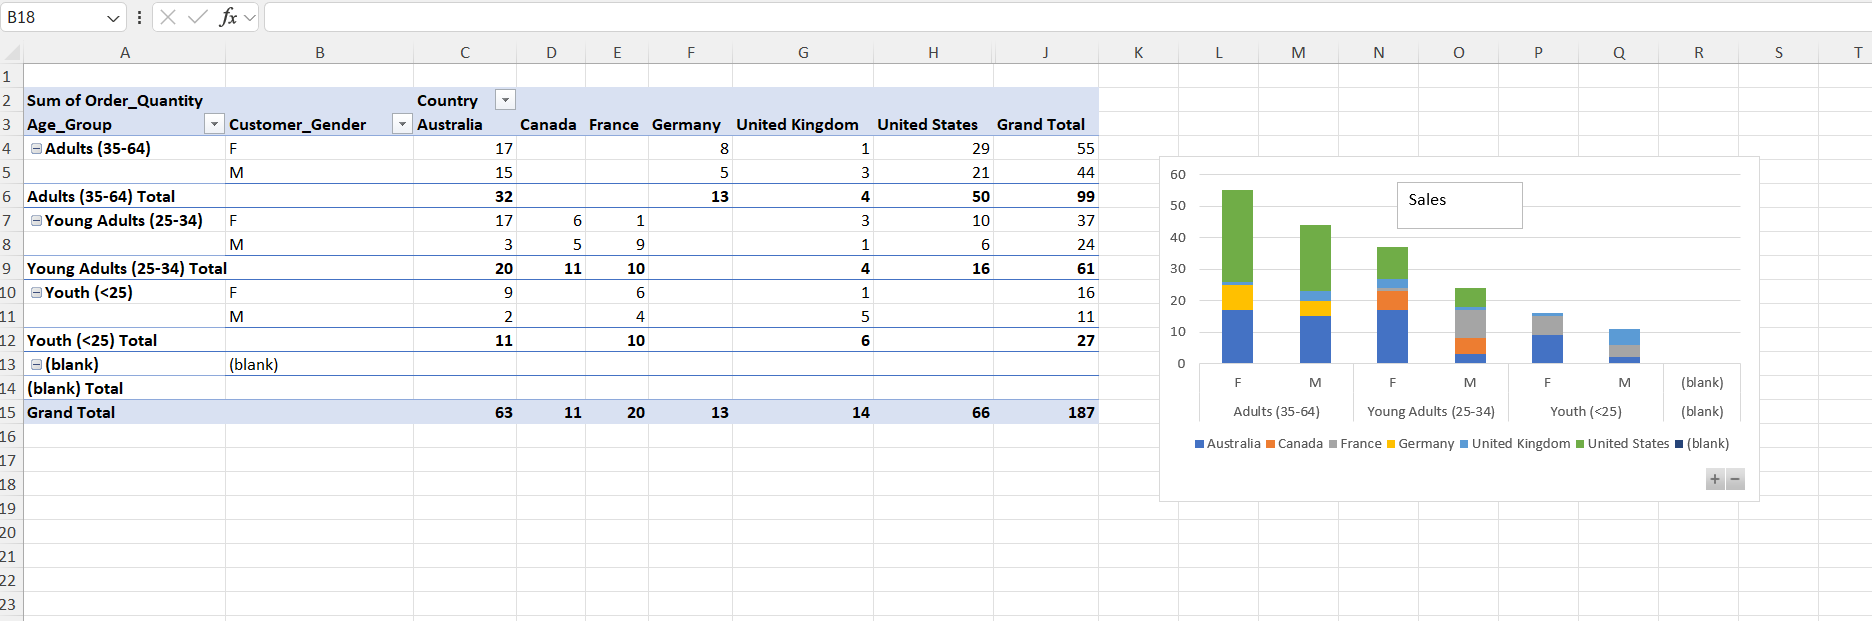 B18 fx
A B C D E F G H J K L M N O P Q R S T
1
2 Sum of Order_Quantity Country
3 Age_Group Customer_Gender Australia Canada France Germany United Kingdom United States Grand Total
4 Adults (35-64) F 17 8 1 29 55
5 M 15 5 3 21 44
6 Adults (35-64) Total 32 13 4 50 99
7 Young Adults (25-34) F 17 6 1 3 10 37
8 M 3 5 9 1 6 24
9 Young Adults (25-34) Total 20 11 10 4 16 61
10 Youth (<25) F 9 6 1 16
11 M 2 4 5 11
12 Youth (<25) Total 11 10 6 27
13 (blank) (blank)
14 (blank) Total
15 Grand Total 63 11 20 13 14 66 187
16
17
18
19
20
21
22
23
Sales
60
50
40
30
20
10
0
F M F M F M (blank)
Adults (35-64) Young Adults (25-34) Youth (<25) (blank)
Australia Canada France Germany United Kingdom United States (blank)
+ −